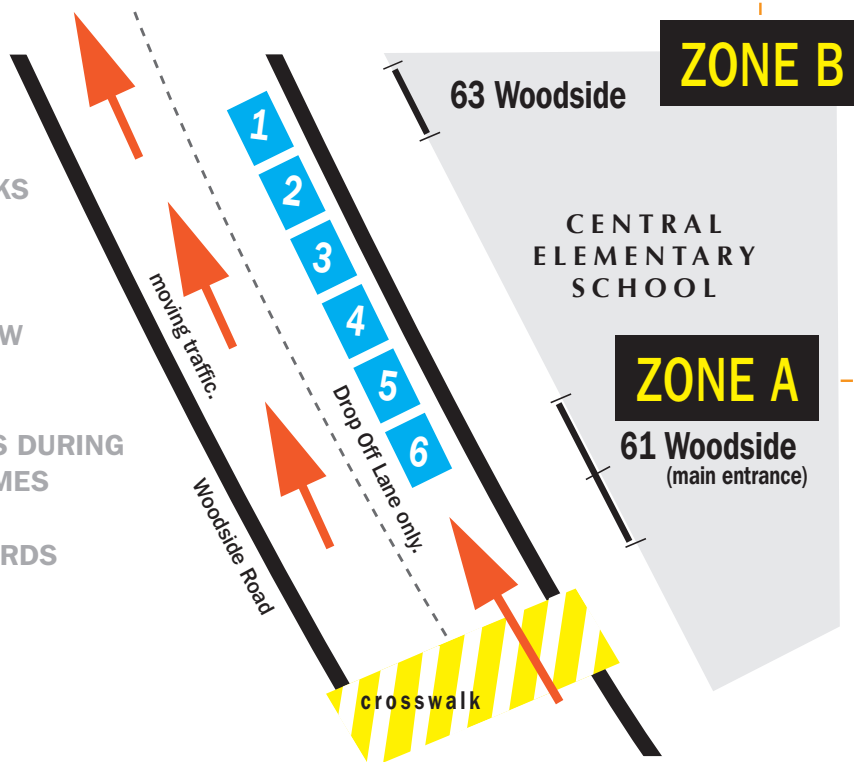 KS
W
S DURING
MES
RDS
ZONE B
63 Woodside
CENTRAL
ELEMENTARY
SCHOOL
ZONE A
61 Woodside
(main entrance)
1
2
3
4
5
6
moving traffic.
Drop Off Lane only.
Woodside Road
crosswalk